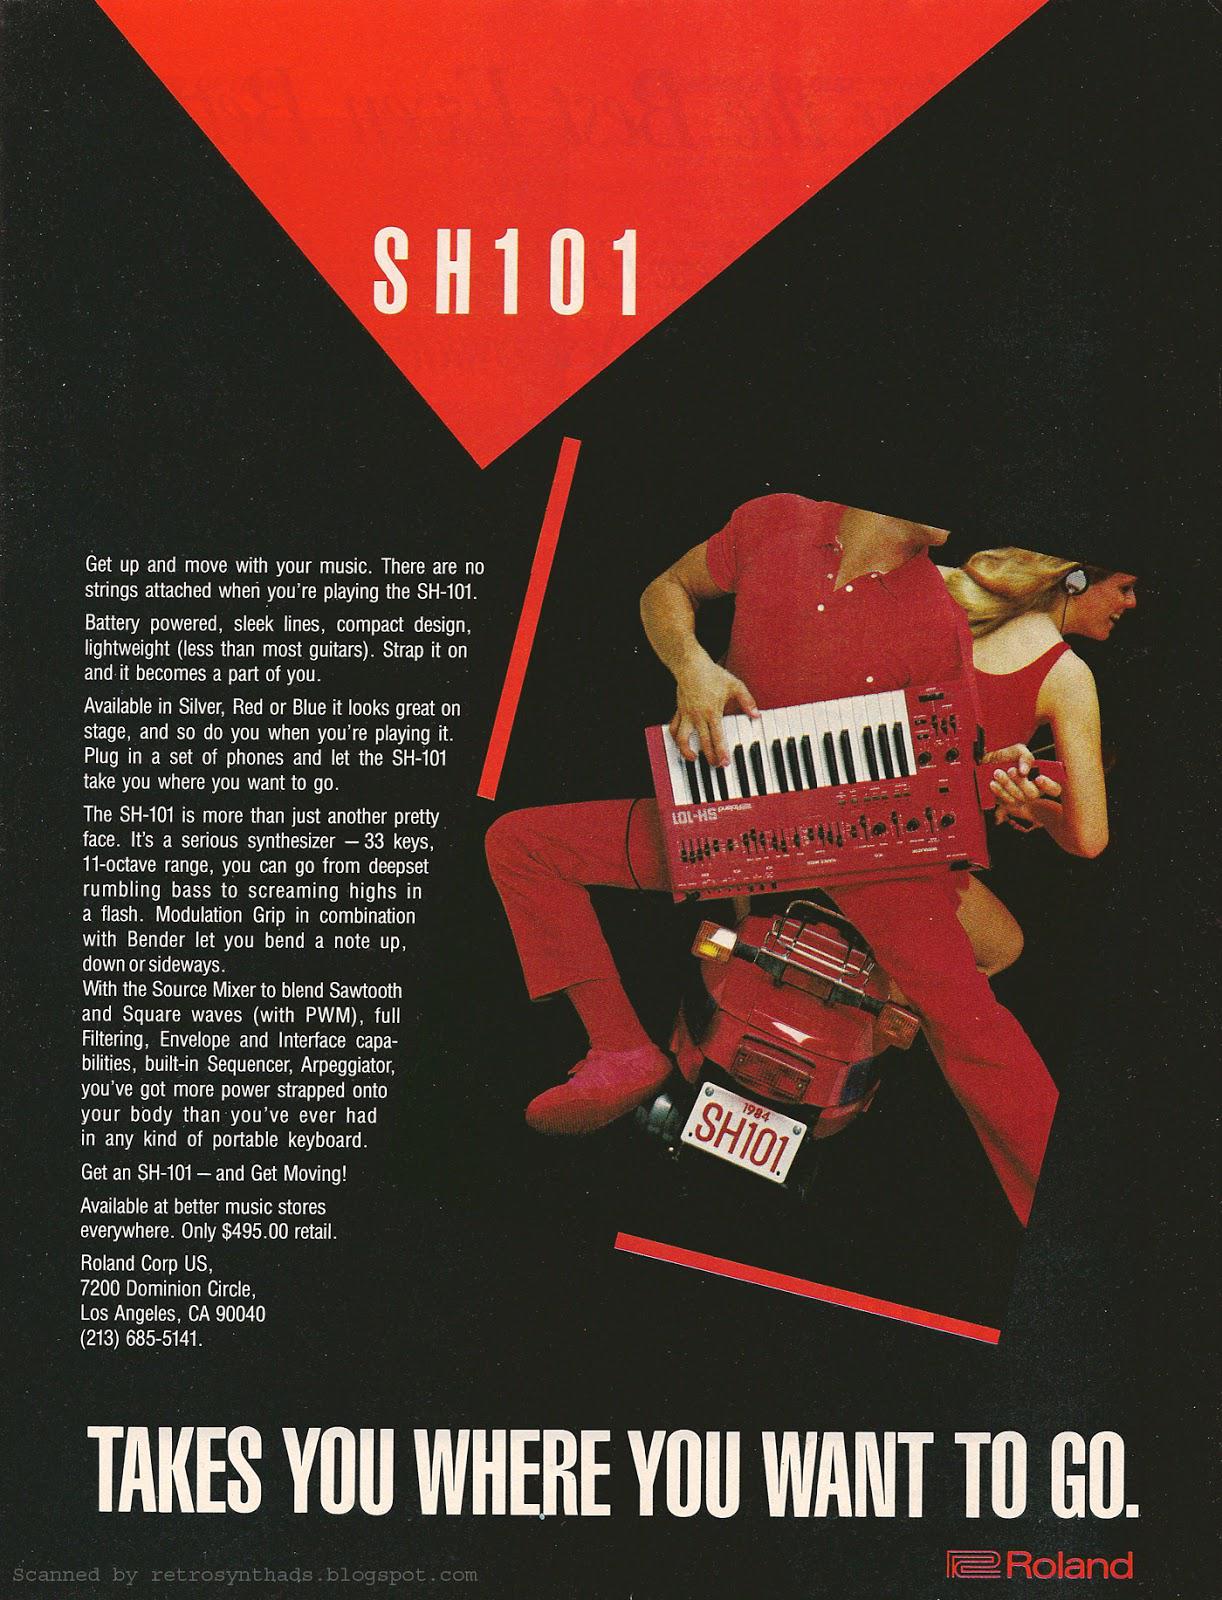 SH101
Get up and move with your music. There are no
strings attached when you're playing the SH-101.
Battery powered, sleek lines, compact design,
lightweight (less than most guitars). Strap it on
and it becomes a part of you.
Available in Silver, Red or Blue it looks great on
stage, and so do you when you're playing it.
Plug in a set of phones and let the SH-101
take you where you want to go.
The SH-101 is more than just another pretty
face. It's a serious synthesizer — 33 keys,
11-octave range, you can go from deepset
rumbling bass to screaming highs in
a flash. Modulation Grip in combination
with Bender let you bend a note up,
down or sideways.
With the Source Mixer to blend Sawtooth
and Square waves (with PWM), full
Filtering, Envelope and Interface capa-
bilities, built-in Sequencer, Arpeggiator,
you've got more power strapped onto
your body than you've ever had
in any kind of portable keyboard.
Get an SH-101 — and Get Moving!
Available at better music stores
everywhere. Only $495.00 retail.
Roland Corp US,
7200 Dominion Circle,
Los Angeles, CA 90040
(213) 685-5141.
Roland
SH-101
1984
SH101
TAKES YOU WHERE YOU WANT TO GO.
Roland
Scanned by retrosynthads.blogspot.com